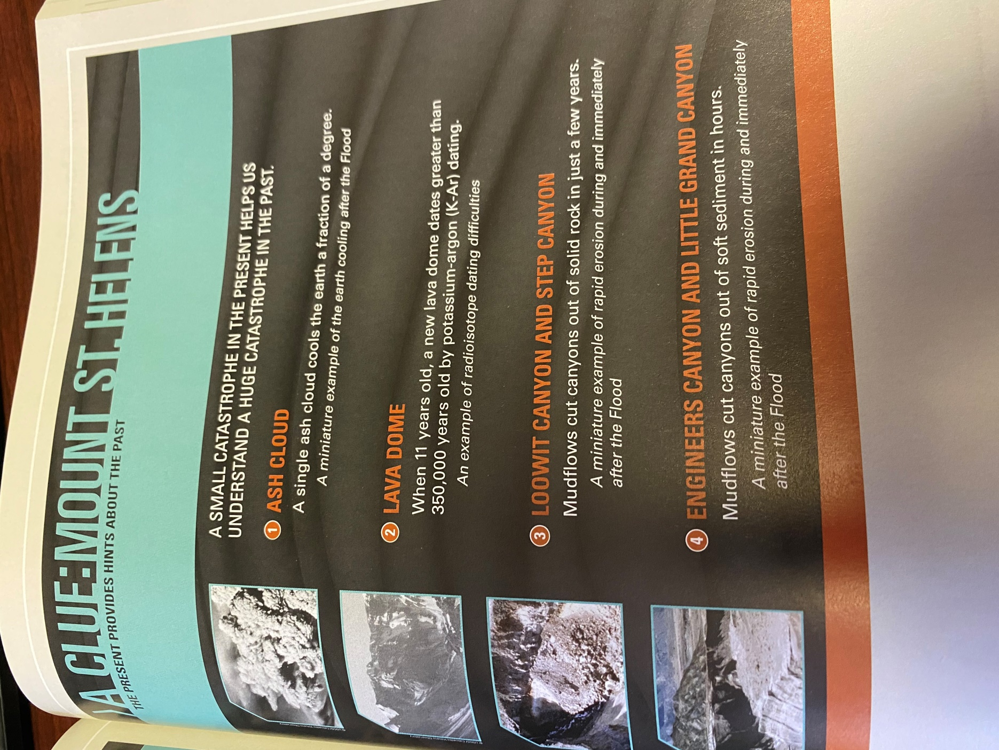 A CLUE: MOUNT ST. HELENS
THE PRESENT PROVIDES HINTS ABOUT THE PAST
A SMALL CATASTROPHE IN THE PRESENT HELPS US
UNDERSTAND A HUGE CATASTROPHE IN THE PAST.
1 ASH CLOUD
A single ash cloud cools the earth a fraction of a degree.
A miniature example of the earth cooling after the Flood
2 LAVA DOME
When 11 years old, a new lava dome dates greater than
350,000 years old by potassium-argon (K-Ar) dating.
An example of radioisotope dating difficulties
3 LOOWIT CANYON AND STEP CANYON
Mudflows cut canyons out of solid rock in just a few years.
A miniature example of rapid erosion during and immediately
after the Flood
4 ENGINEERS CANYON AND LITTLE GRAND CANYON
Mudflows cut canyons out of soft sediment in hours.
A miniature example of rapid erosion during and immediately
after the Flood